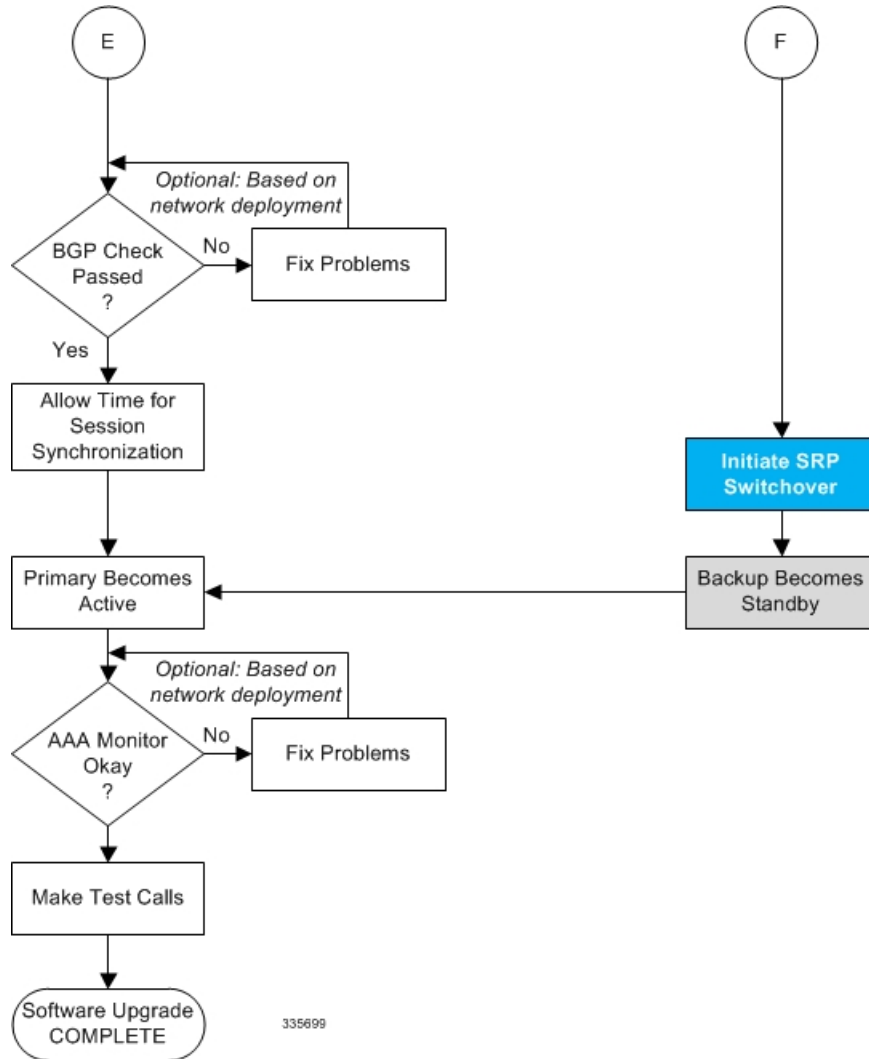 E
F
Optional: Based on
network deployment
BGP Check
Passed
?
No
Fix Problems
Yes
Allow Time for
Session
Synchronization
Initiate SRP
Switchover
Primary Becomes
Active
Backup Becomes
Standby
Optional: Based on
network deployment
AAA Monitor
Okay
?
No
Fix Problems
Make Test Calls
Software Upgrade
COMPLETE
335699